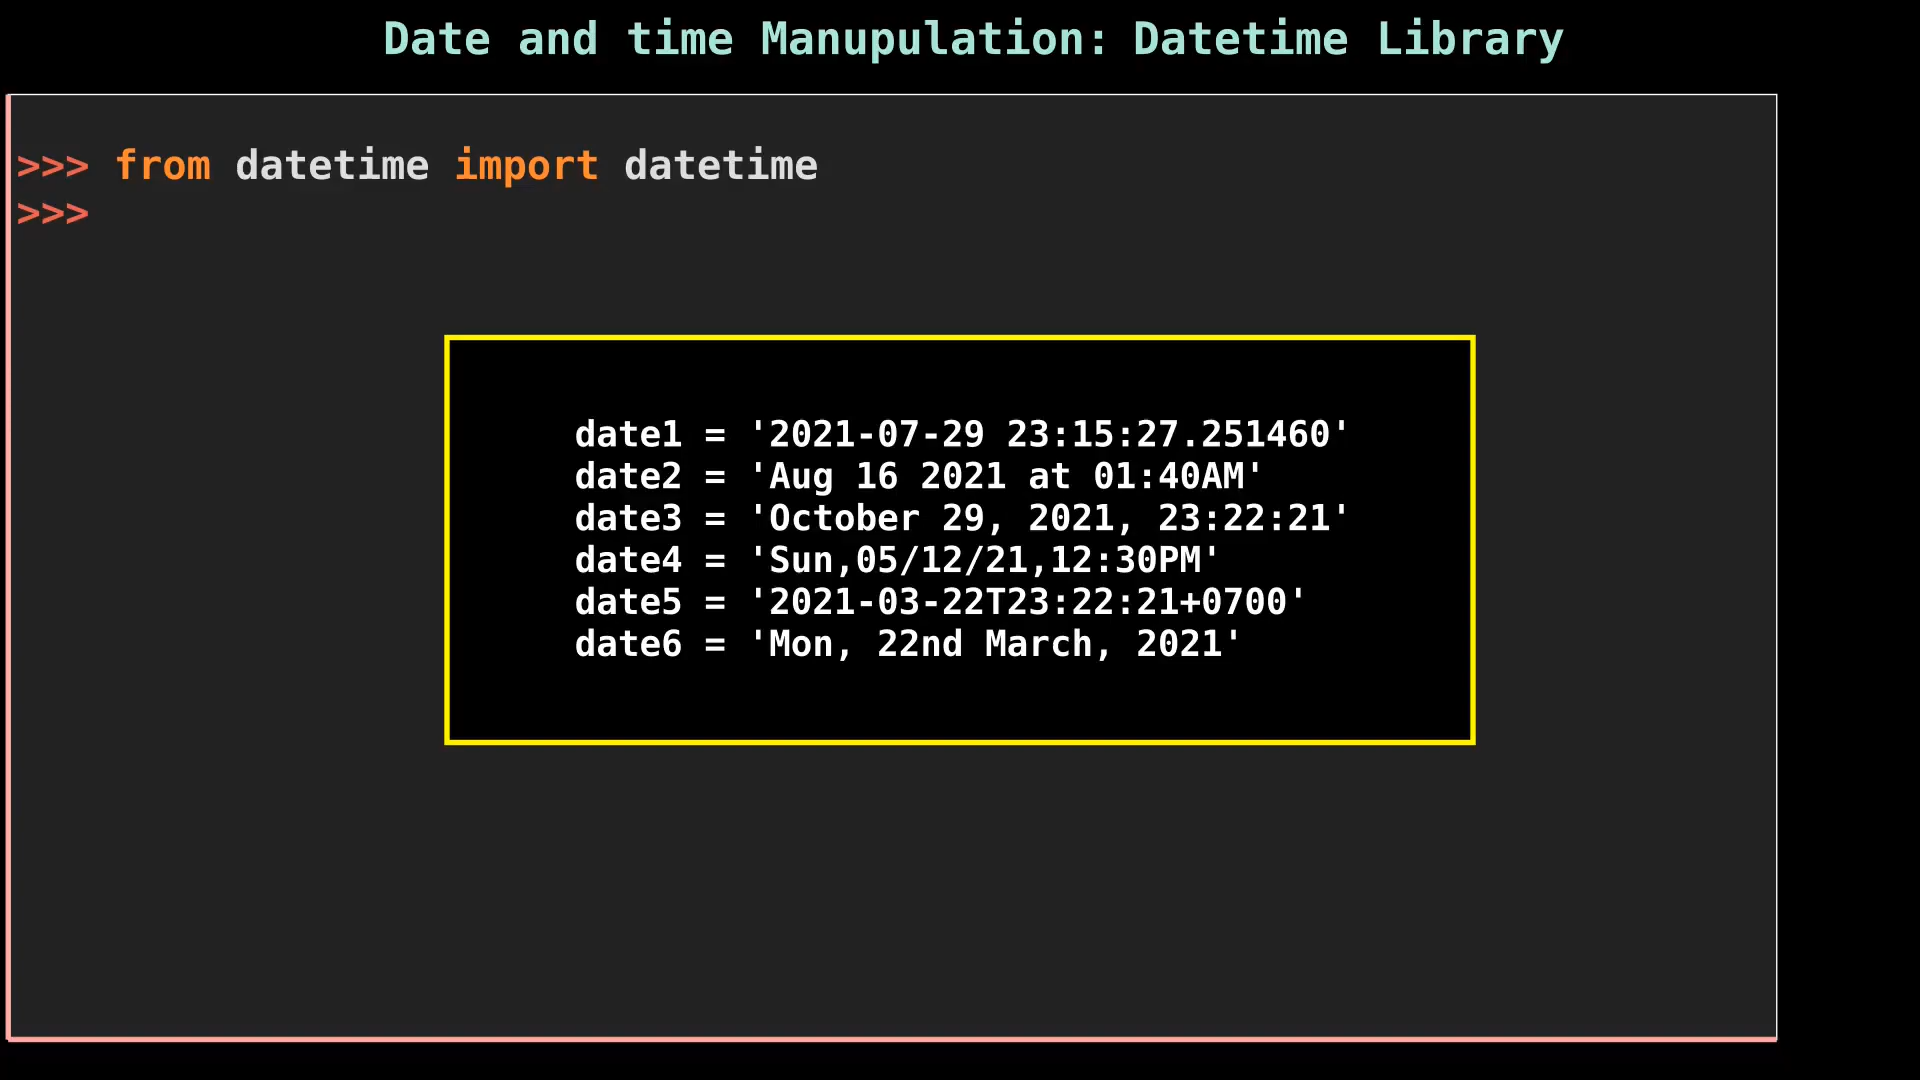 Date and time Manupulation: Datetime Library
>>> from datetime import datetime
>>>
date1 = '2021-07-29 23:15:27.251460'
date2 = 'Aug 16 2021 at 01:40AM'
date3 = 'October 29, 2021, 23:22:21'
date4 = 'Sun,05/12/21,12:30PM'
date5 = '2021-03-22T23:22:21+0700'
date6 = 'Mon, 22nd March, 2021'